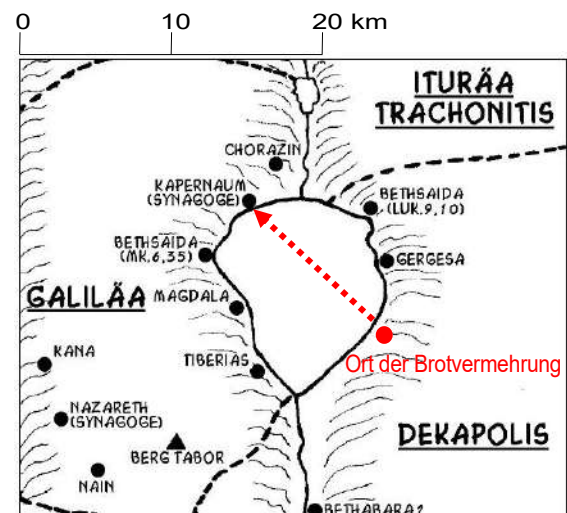 0 10 20 km
ITURÄA
TRACHONITIS
CHORAZIN
KAPERNAUM
(SYNAGOGE)
BETHSAIDA
(LUK.9,10)
BETHSAIDA
(MK.6,35)
GERGESA
GALILÄA
MAGDALA
KANA
TIBERIAS
Ort der Brotvermehrung
NAZARETH
(SYNAGOGE)
DEKAPOLIS
BERG TABOR
NAIN
BETHABARA?